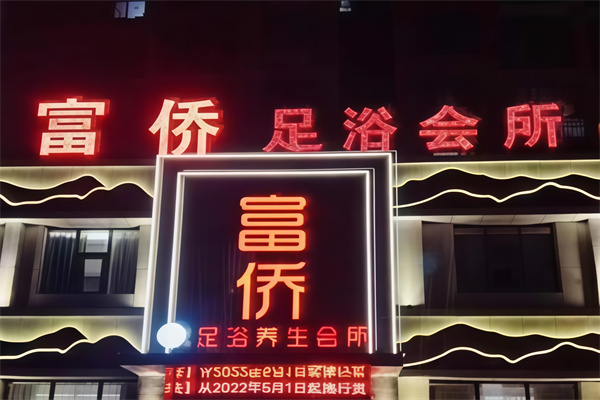 富侨 足浴会所
富
侨
足浴养生会所
】从2022年5月1日起施行